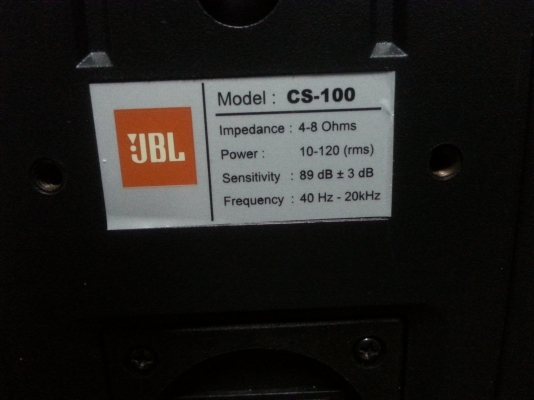 JBL
Model : CS-100
Impedance : 4-8 Ohms
Power : 10-120 (rms)
Sensitivity : 89 dB ± 3 dB
Frequency : 40 Hz - 20kHz